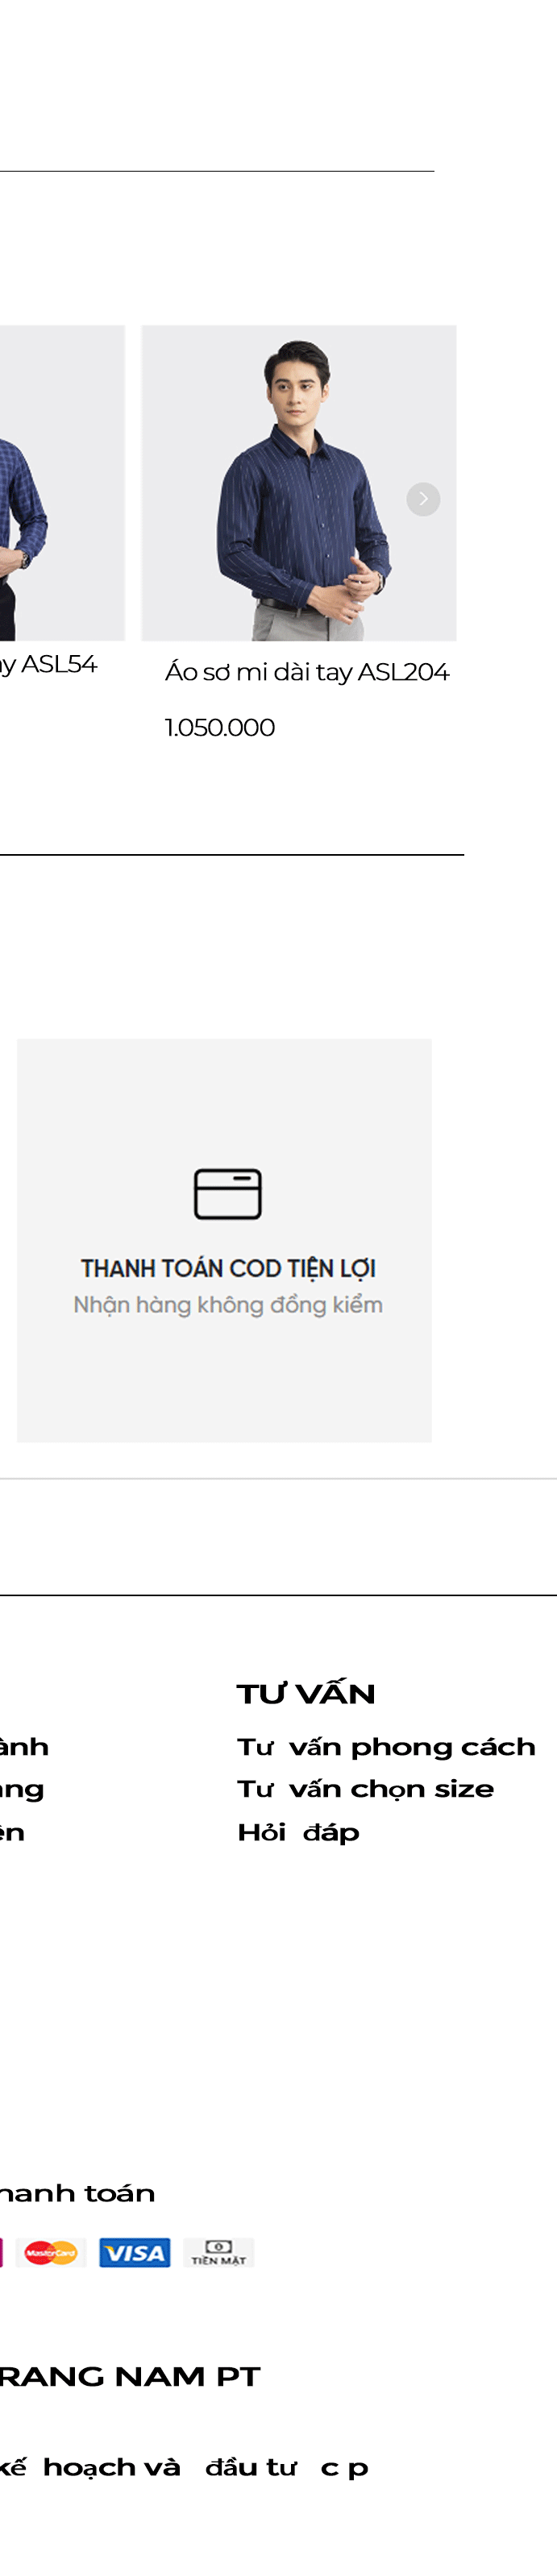 ay ASL54
Áo sơ mi dài tay ASL204
1.050.000
THANH TOÁN COD TIỆN LỢI
Nhận hàng không đồng kiểm
TƯ VẤN
ành
Tư vấn phong cách
àng
Tư vấn chọn size
ên
Hỏi đáp
hanh toán
MasterCard
VISA
TIỀN MẶT
RANG NAM PT
kế hoạch và đầu tư c p